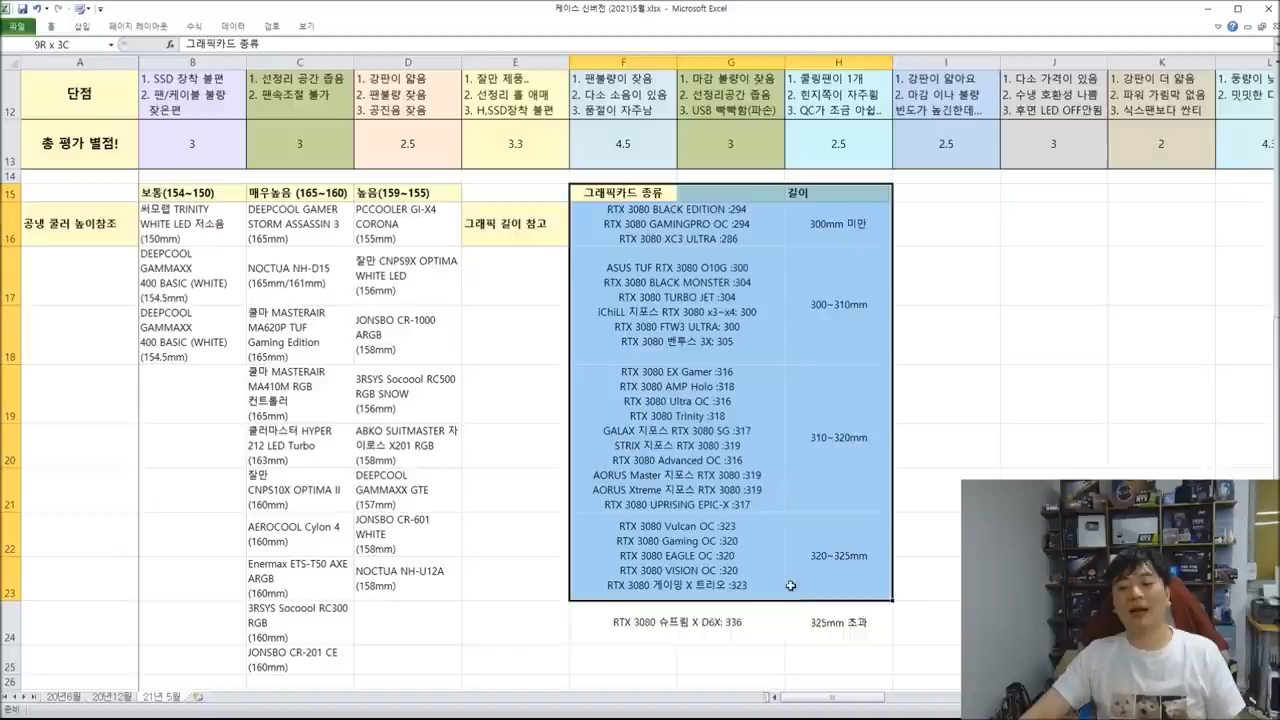 케이스 신버전 (2021)5월.xlsx - Microsoft Excel
파일 홈 삽입 페이지 레이아웃 수식 데이터 검토 보기
9R x 3C fx 그래픽카드 종류
A B C D E F G H I J K L
12 단점
1. SSD 장착 불편
2. 팬/케이블 불량
잦은편
1. 선정리 공간 좁음
2. 팬속조절 불가
1. 강판이 얇음
2. 팬불량 잦음
3. 공진음 잦음
1. 잘만 제품..
2. 선정리 홀 애매
3. H,SSD장착 불편
1. 팬불량이 잦음
2. 다소 소음이 있음
3. 품절이 자주남
1. 마감 불량이 잦음
2. 선정리공간 좁음
3. USB 빡빡함(파손)
1. 쿨링팬이 1개
2. 힌지쪽이 자주휨
3. QC가 조금 아쉽..
1. 강판이 얇아요
2. 마감 이나 불량
빈도가 높긴한데...
1. 다소 가격이 있음
2. 수냉 호환성 나쁨
3. 후면 LED OFF안됨
1. 강판이 더 얇음
2. 파워 가림막 없음
3. 식스팬보다 싼티
1. 풍량이 낮
2. 밋밋한 디
13 총 평가 별점! 3 3 2.5 3.3 4.5 3 2.5 2.5 3 2 4.
14
15 보통(154~150) 매우높음 (165~160) 높음(159~155) 그래픽카드 종류 길이
16 공냉 쿨러 높이참조
써모랩 TRINITY
WHITE LED 저소음
(150mm)
DEEPCOOL GAMER
STORM ASSASSIN 3
(165mm)
PCCOOLER GI-X4
CORONA
(155mm)
그래픽 길이 참고
RTX 3080 BLACK EDITION :294
RTX 3080 GAMINGPRO OC :294
RTX 3080 XC3 ULTRA :286
300mm 미만
17
DEEPCOOL
GAMMAXX
400 BASIC (WHITE)
(154.5mm)
NOCTUA NH-D15
(165mm/161mm)
잘만 CNPS9X OPTIMA
WHITE LED
(156mm)
ASUS TUF RTX 3080 O10G :300
RTX 3080 BLACK MONSTER :304
RTX 3080 TURBO JET :304
iChiLL 지포스 RTX 3080 x3~x4: 300
RTX 3080 FTW3 ULTRA: 300
RTX 3080 벤투스 3X: 305
300~310mm
18
DEEPCOOL
GAMMAXX
400 BASIC (WHITE)
(154.5mm)
쿨마 MASTERAIR
MA620P TUF
Gaming Edition
(165mm)
JONSBO CR-1000
ARGB
(158mm)
19
쿨마 MASTERAIR
MA410M RGB
컨트롤러
(165mm)
3RSYS Socoool RC500
RGB SNOW
(156mm)
RTX 3080 EX Gamer :316
RTX 3080 AMP Holo :318
RTX 3080 Ultra OC :316
RTX 3080 Trinity :318
GALAX 지포스 RTX 3080 SG :317
STRIX 지포스 RTX 3080 :319
RTX 3080 Advanced OC :316
AORUS Master 지포스 RTX 3080 :319
AORUS Xtreme 지포스 RTX 3080 :319
RTX 3080 UPRISING EPIC-X :317
310~320mm
20
쿨러마스터 HYPER
212 LED Turbo
(163mm)
ABKO SUITMASTER 자
이로스 X201 RGB
(158mm)
21
잘만
CNPS10X OPTIMA II
(160mm)
DEEPCOOL
GAMMAXX GTE
(157mm)
22
AEROCOOL Cylon 4
(160mm)
JONSBO CR-601
WHITE
(158mm)
RTX 3080 Vulcan OC :323
RTX 3080 Gaming OC :320
RTX 3080 EAGLE OC :320
RTX 3080 VISION OC :320
RTX 3080 게이밍 X 트리오 :323
320~325mm
23
Enermax ETS-T50 AXE
ARGB
(160mm)
NOCTUA NH-U12A
(158mm)
24
3RSYS Socoool RC300
RGB
(160mm)
RTX 3080 슈프림 X D6X: 336
325mm 초과
25
JONSBO CR-201 CE
(160mm)
26
20년6월 20년12월 21년 5월
준비